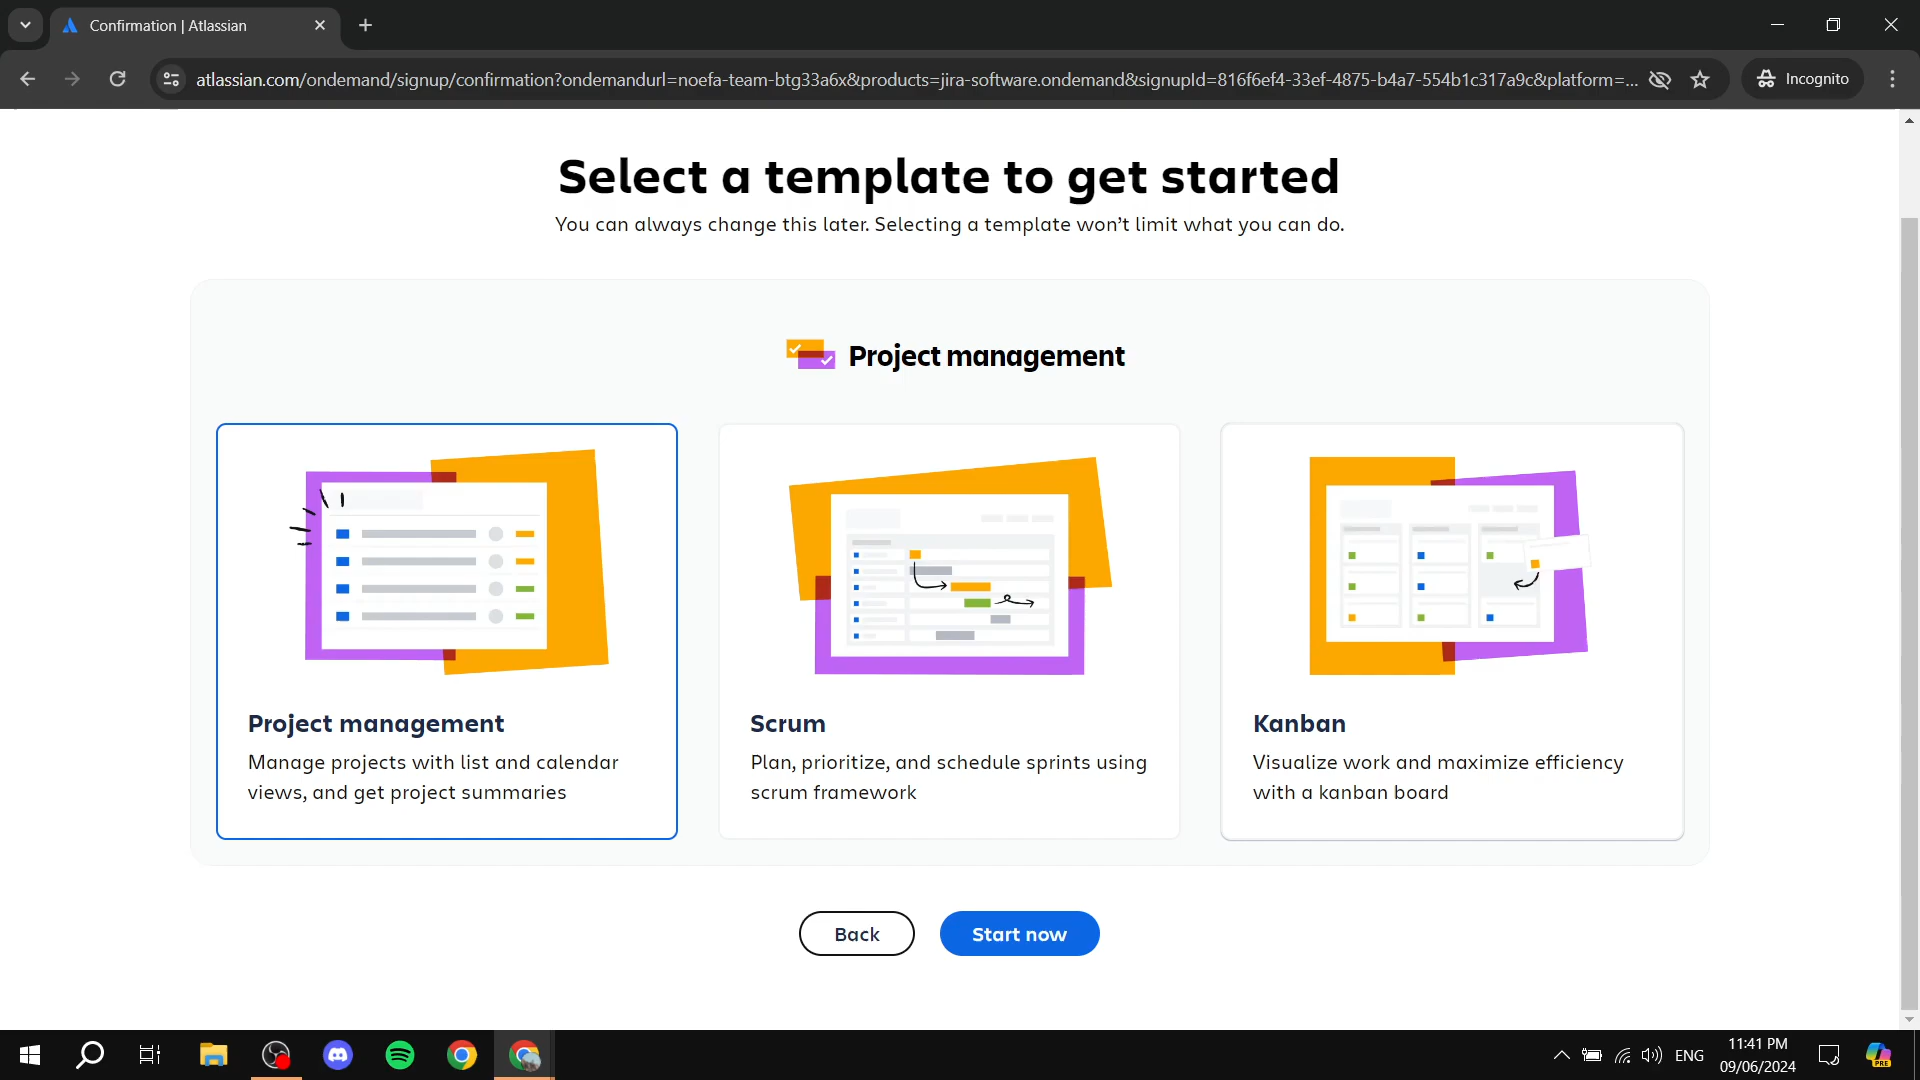 Confirmation | Atlassian
atlassian.com/ondemand/signup/confirmation?ondemandurl=noefa-team-btg33a6x&products=jira-software.ondemand&signupId=816f6ef4-33ef-4875-b4a7-554b1c317a9c&platform=...
Incognito
Select a template to get started
You can always change this later. Selecting a template won’t limit what you can do.
Project management
Project management
Manage projects with list and calendar
views, and get project summaries
Scrum
Plan, prioritize, and schedule sprints using
scrum framework
Kanban
Visualize work and maximize efficiency
with a kanban board
Back
Start now
ENG
11:41 PM
09/06/2024
PRE